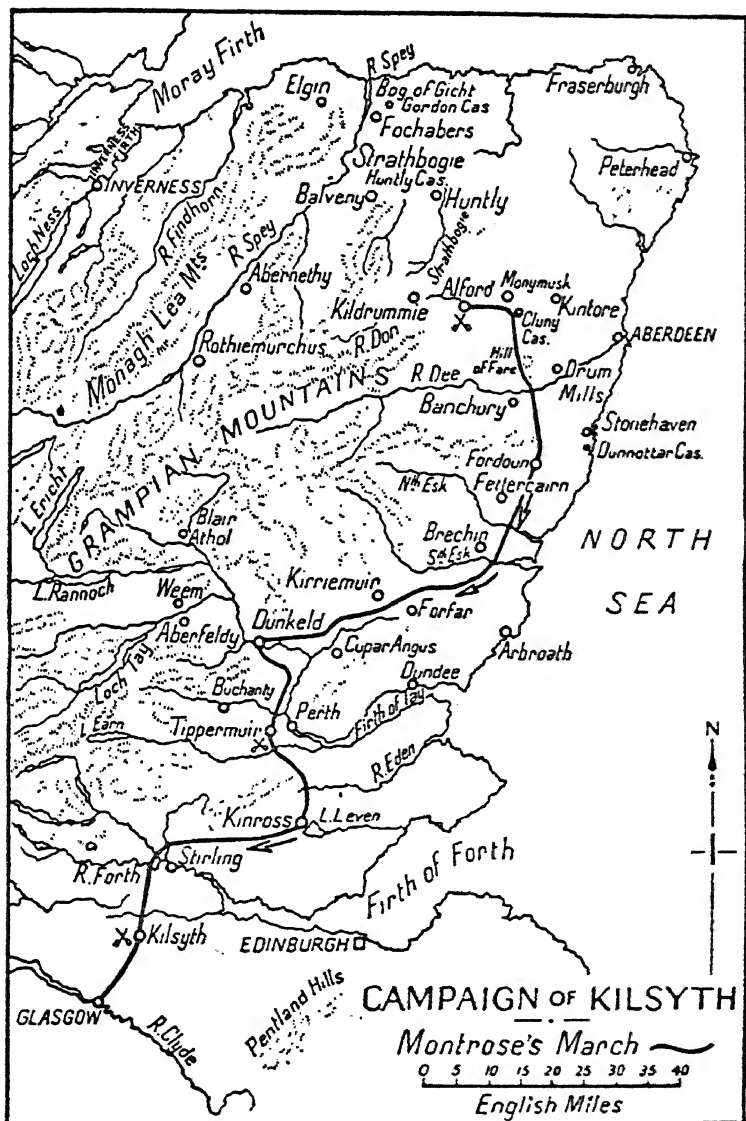 Moray Firth
R Spey
Elgin
Bog of Gicht
Gordon Cas.
Fochabers
Fraserburgh
INVERNESS FIRTH
INVERNESS
Strathbogie
Huntly Cas.
Balveny
Huntly
Peterhead
Loch Ness
R. Findhorn
R. Spey
Strathbogie
Abernethy
Monagh Lea Mts
Kildrummie
Alford
Monymusk
Kintore
Cluny
Cas.
ABERDEEN
R. Don
Rothiemurchus
Hill
of Fare
Drum
Mills
R. Dee
GRAMPIAN MOUNTAINS
Banchury
Stonehaven
Dunnottar Cas.
Fordoun
Nth Esk
Fettercairn
L. Ericht
Blair
Athol
Brechin
Sth Esk
NORTH
SEA
L. Rannoch
Weem
Kirriemuir
Forfar
Dunkeld
Aberfeldy
Arbroath
Loch Tay
Cupar Angus
Dundee
Buchanty
Perth
Firth of Tay
L. Earn
Tippermuir
R. Eden
N
Kinross
L. Leven
R. Forth
Stirling
Firth of Forth
Kilsyth
EDINBURGH
GLASGOW
R. Clyde
Pentland Hills
CAMPAIGN OF KILSYTH
Montrose's March
0 5 10 15 20 25 30 35 40
English Miles